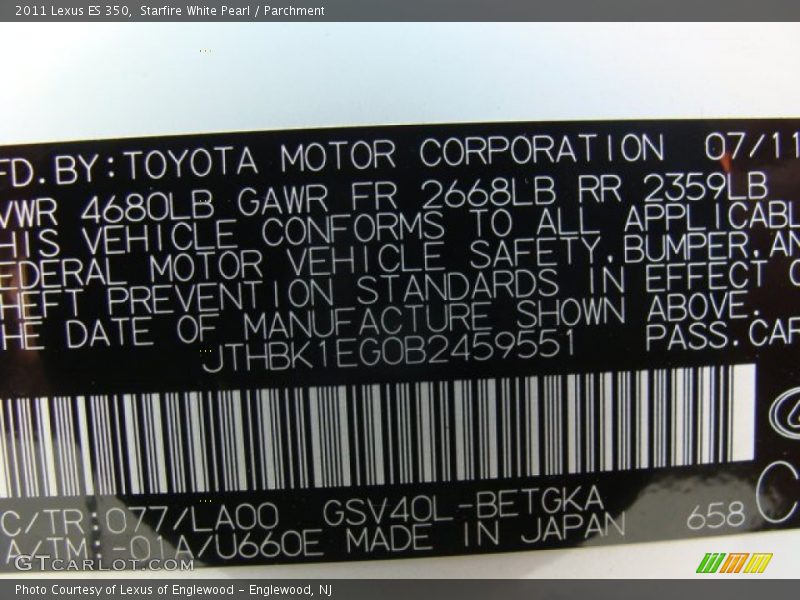 2011 Lexus ES 350, Starfire White Pearl / Parchment
FD.BY:TOYOTA MOTOR CORPORATION 07/11
VWR 4680LB GAWR FR 2668LB RR 2359LB
HIS VEHICLE CONFORMS TO ALL APPLICABL
EDERAL MOTOR VEHICLE SAFETY,BUMPER,AN
HEFT PREVENTION STANDARDS IN EFFECT O
HE DATE OF MANUFACTURE SHOWN ABOVE.
JTHBK1EG0B2459551 PASS.CAR
C/TR:077/LA00 GSV40L-BETGKA
A/TM:-01A/U660E MADE IN JAPAN 658 C
GTcarlot.com
Photo Courtesy of Lexus of Englewood - Englewood, NJ